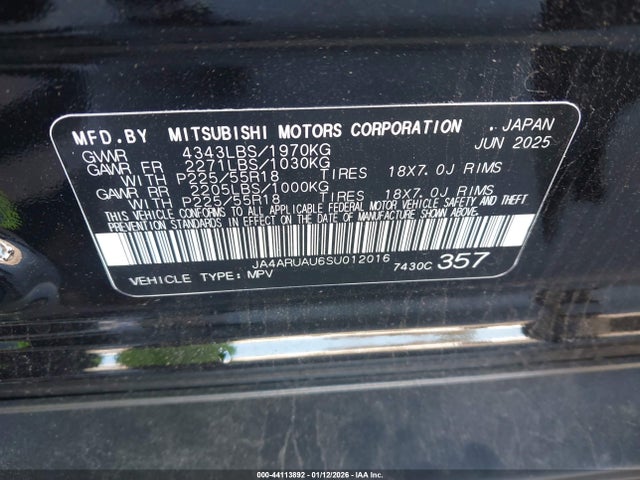 MFD.BY MITSUBISHI MOTORS CORPORATION , JAPAN
GVWR 4343LBS/1970KG JUN 2025
GAWR FR 2271LBS/1030KG
WITH P225/55R18 TIRES 18X7.0J RIMS
GAWR RR 2205LBS/1000KG
WITH P225/55R18 TIRES 18X7.0J RIMS
THIS VEHICLE CONFORMS TO ALL APPLICABLE FEDERAL MOTOR VEHICLE SAFETY, BUMPER AND THEFT
PREVENTION STANDARDS IN EFFECT ON THE DATE OF MANUFACTURE SHOWN ABOVE.
JA4ARUAU6SU012016
VEHICLE TYPE: MPV 7430C 357
000-44113892 - 01/12/2026 - IAA Inc.